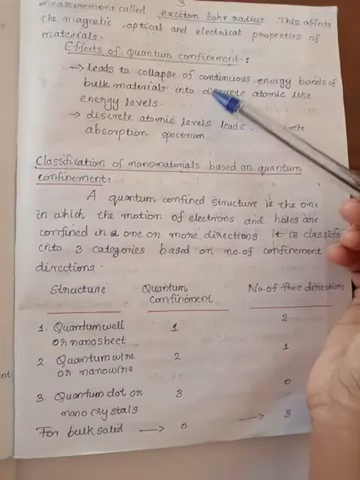 measurement called exciton Bohr radius. This affects
the magnetic, optical and electrical properties of
materials.
Effects of Quantum confinement:
→ leads to collapse of continuous energy bands of
bulk materials into discrete atomic like
energy levels.
→ discrete atomic levels leads
absorption spectrum
Classification of nanomaterials based on quantum
confinement:
A quantum confined structure is the one
in which the motion of electrons and holes are
confined in one or more directions It is classif
into 3 categories based on no. of confinement
directions.
Structure Quantum confinement No. of free directions
1. Quantum well or nanosheet 1 2
2 Quantum wire or nanowire 2 1
3. Quantum dot or nano crystals 3 0
For bulk solid → 0 → 3